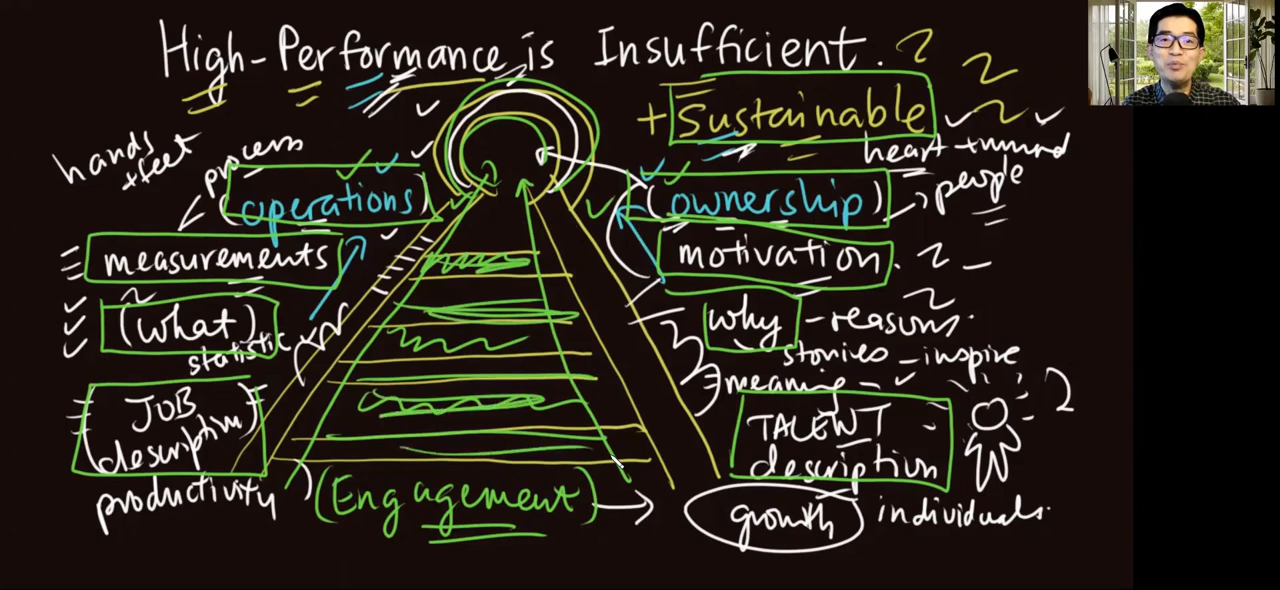 High-Performance is Insufficient.
+ Sustainable
hands + feet
process
heart + mind
(operations)
(ownership)
people
measurements
motivation.
(what)
statistic
why - reasons.
stories - inspire
meaning -
JOB description
TALENT - description
productivity
(Engagement)
growth
individuals.